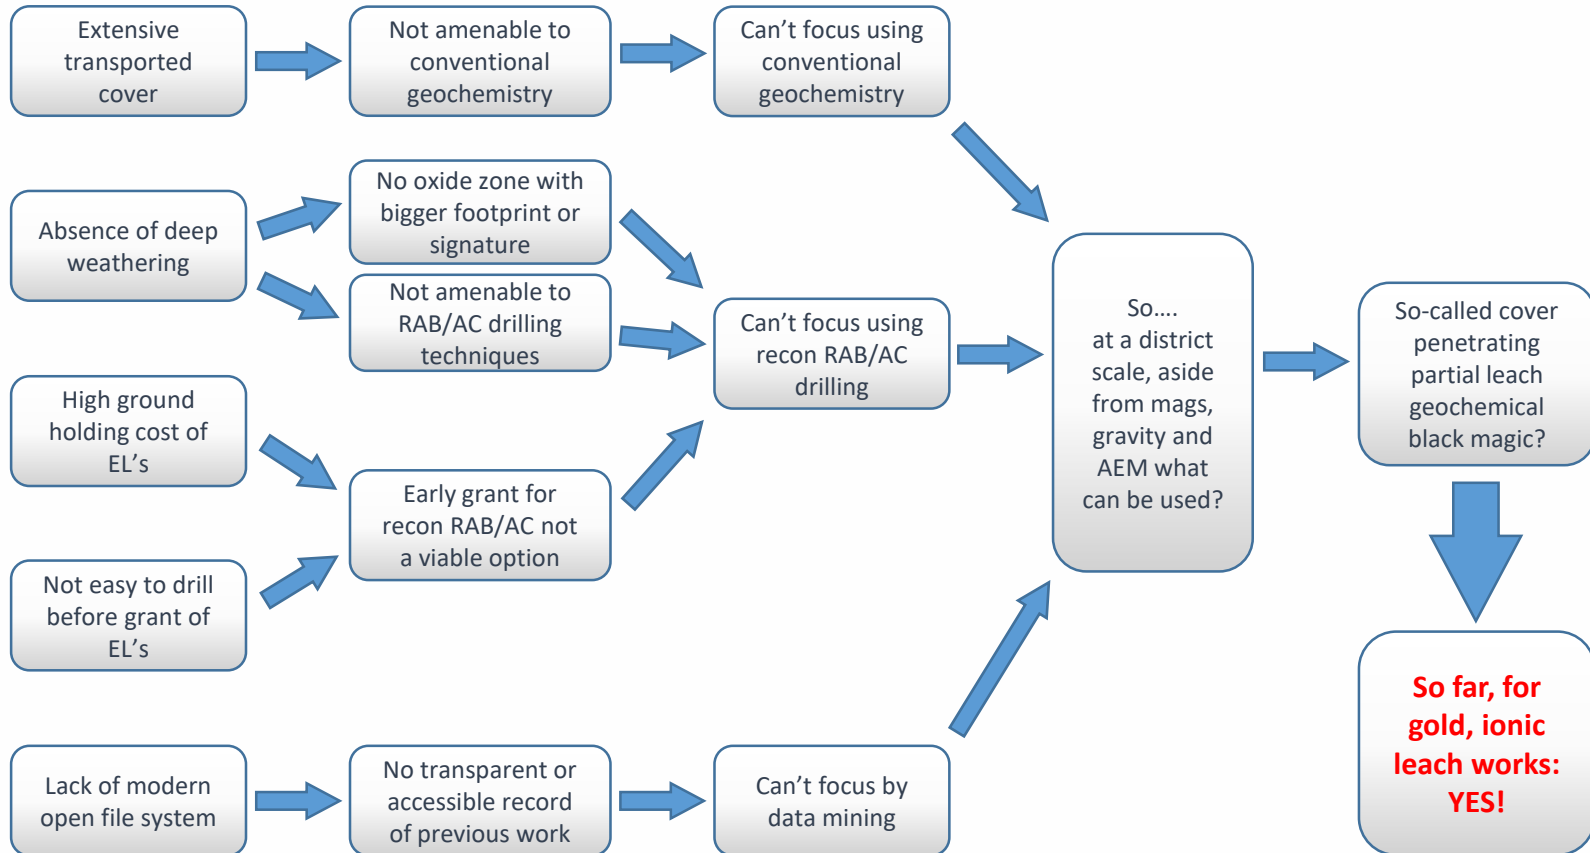 Extensive
transported
cover
Not amenable to
conventional
geochemistry
Can't focus using
conventional
geochemistry
Absence of deep
weathering
No oxide zone with
bigger footprint or
signature
Not amenable to
RAB/AC drilling
techniques
Can't focus using
recon RAB/AC
drilling
High ground
holding cost of
EL's
Not easy to drill
before grant of
EL's
Early grant for
recon RAB/AC not
a viable option
Lack of modern
open file system
No transparent or
accessible record
of previous work
Can't focus by
data mining
So....
at a district
scale, aside
from mags,
gravity and
AEM what
can be used?
So-called cover
penetrating
partial leach
geochemical
black magic?
So far, for
gold, ionic
leach works:
YES!